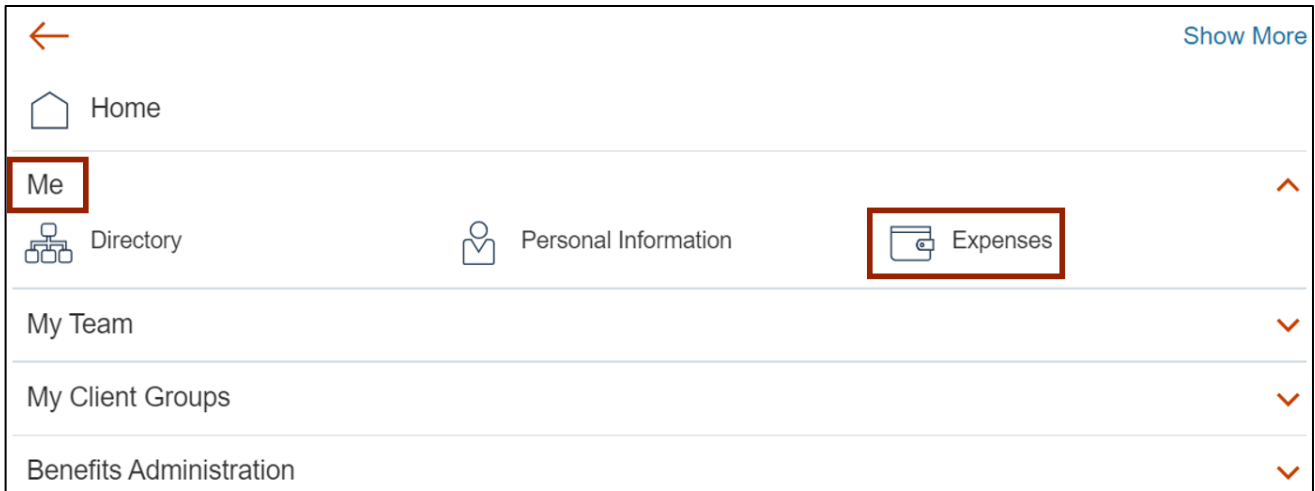 Show More
Home
Me
Directory Personal Information Expenses
My Team
My Client Groups
Benefits Administration